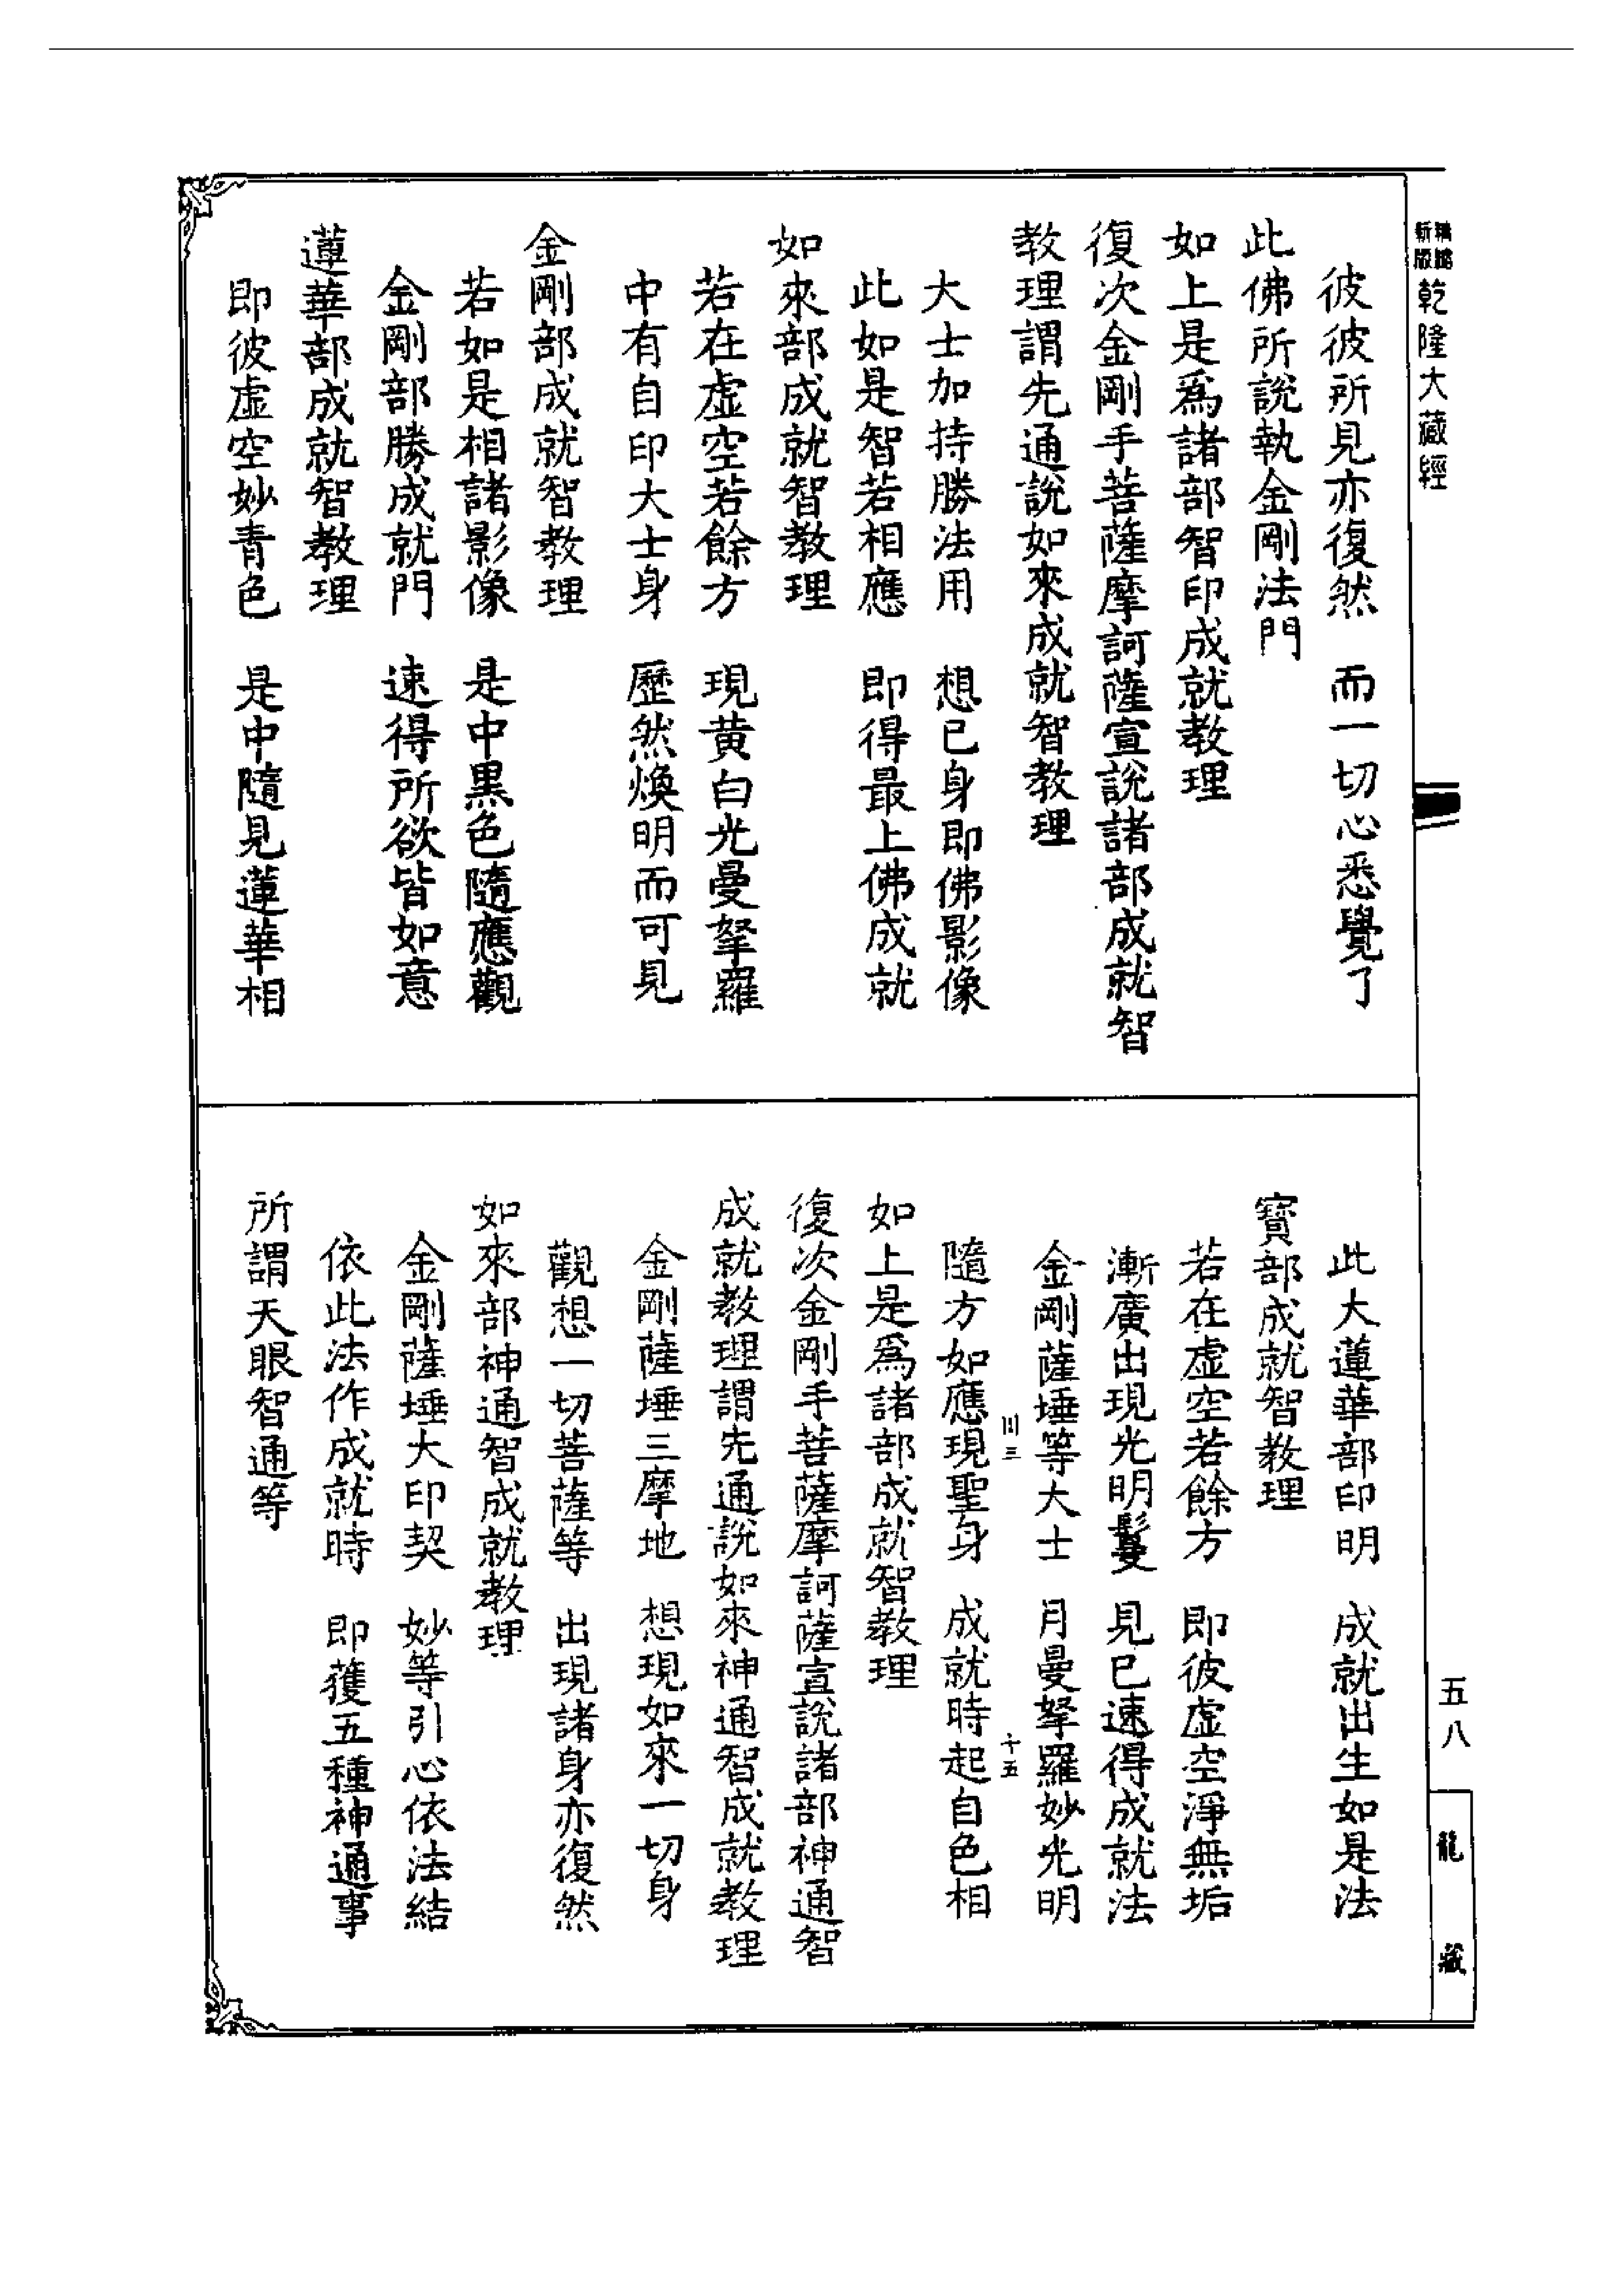 新版
精鵰
乾隆大藏經
彼彼所見亦復然　而一切心悉覺了
此佛所說執金剛法門
如上是爲諸部智印成就教理
復次金剛手菩薩摩訶薩宣說諸部成就智
教理謂先通說如來成就智教理
大士加持勝法用　想已身即佛影像
此如是智若相應　即得最上佛成就
如來部成就智教理
若在虛空若餘方　現黄白光曼拏羅
中有自印大士身　歷然煥明而可見
金剛部成就智教理
若如是相諸影像　是中黑色隨應觀
金剛部勝成就門　速得所欲皆如意
蓮華部成就智教理
即彼虛空妙青色　是中隨見蓮華相
此大蓮華部印明　成就出生如是法
寶部成就智教理
若在虛空若餘方　即彼虛空淨無垢
漸廣出現光明鬘　見已速得成就法
金剛薩埵等大士　月曼拏羅妙光明
川三　十五
隨方如應現聖身　成就時起自色相
如上是爲諸部成就智教理
復次金剛手菩薩摩訶薩宣說諸部神通智
成就教理謂先通說如來神通智成就教理
金剛薩埵三摩地　想現如來一切身
觀想一切菩薩等　出現諸身亦復然
如來部神通智成就教理
金剛薩埵大印契　妙等引心依法結
依此法作成就時　即獲五種神通事
所謂天眼智通等
五八
龍藏